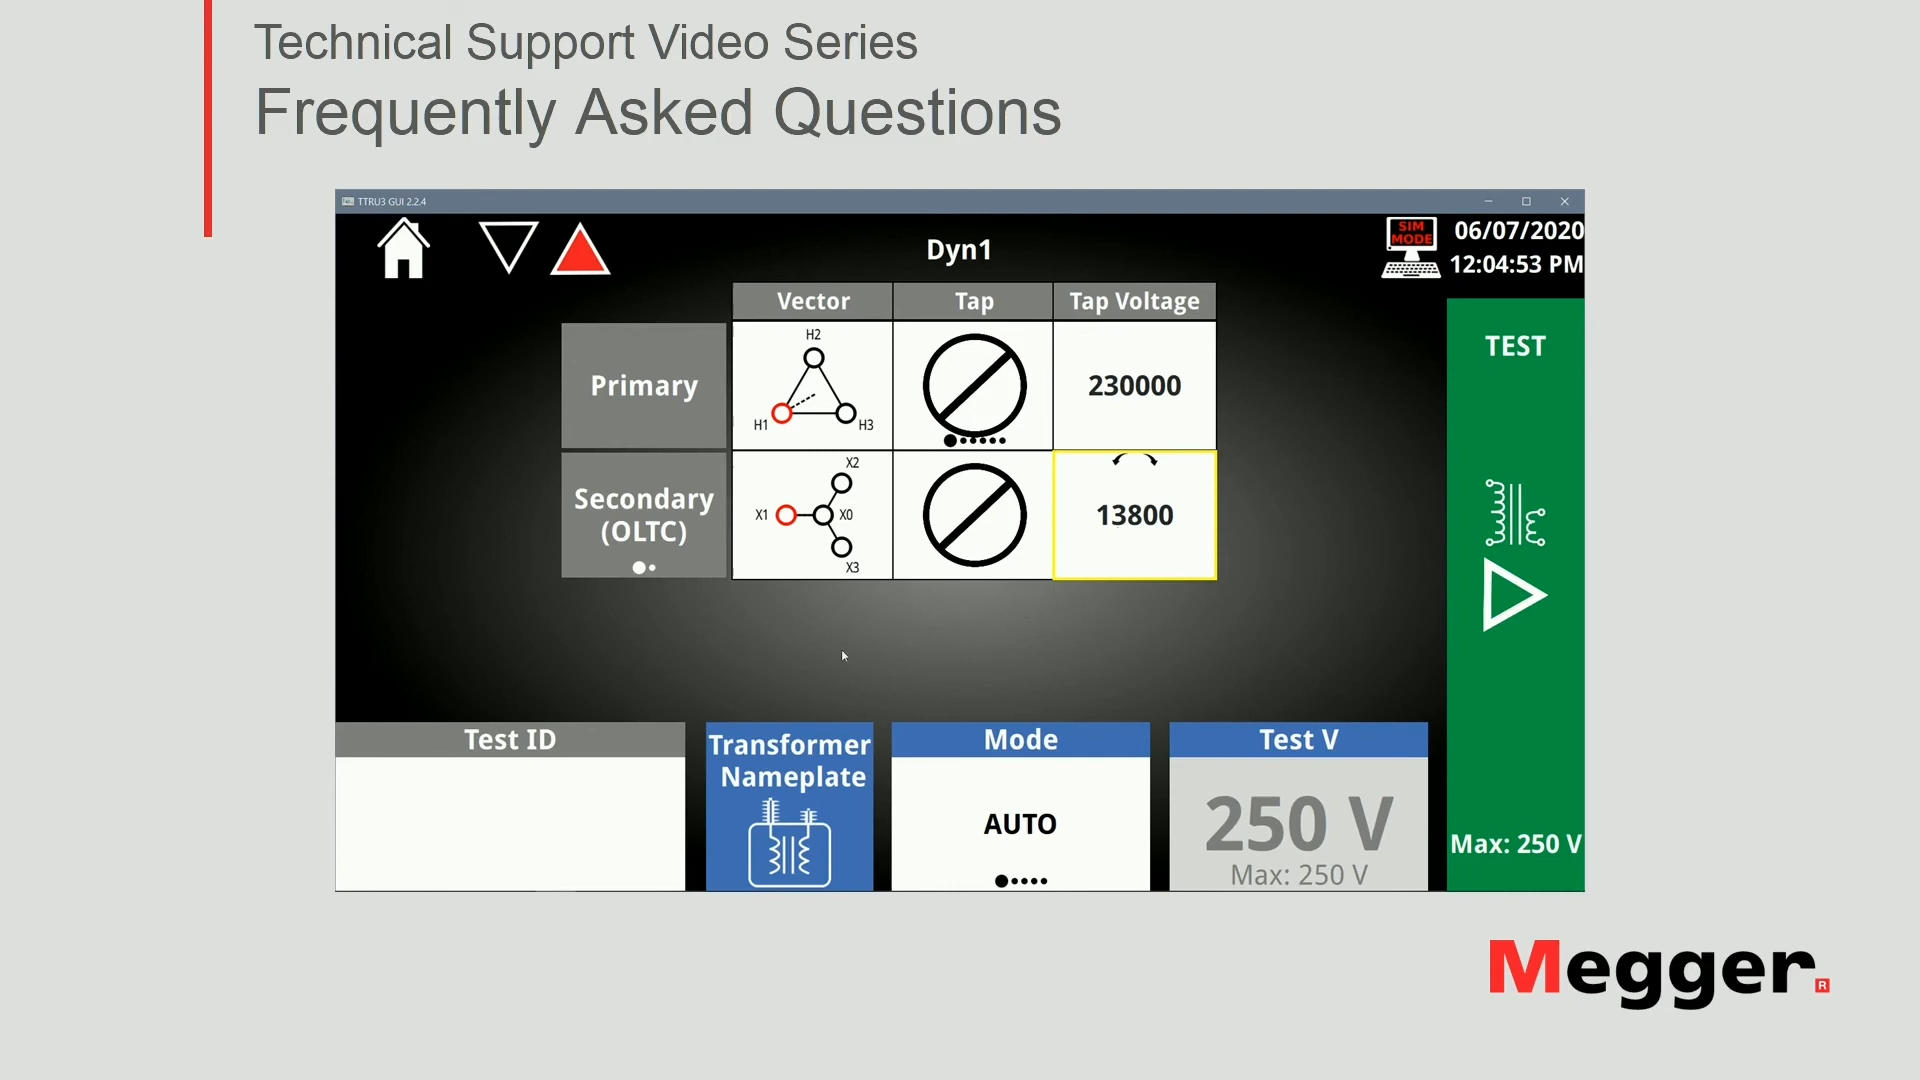 Technical Support Video Series
Frequently Asked Questions
TTRU3 GUI 2.2.4
Dyn1
SIM
MODE
06/07/2020
12:04:53 PM
Vector
Tap
Tap Voltage
Primary
H2
H1
H3
230000
Secondary
(OLTC)
X2
X1
X0
X3
13800
TEST
Max: 250 V
Test ID
Transformer
Nameplate
Mode
AUTO
Test V
250 V
Max: 250 V
Megger
R